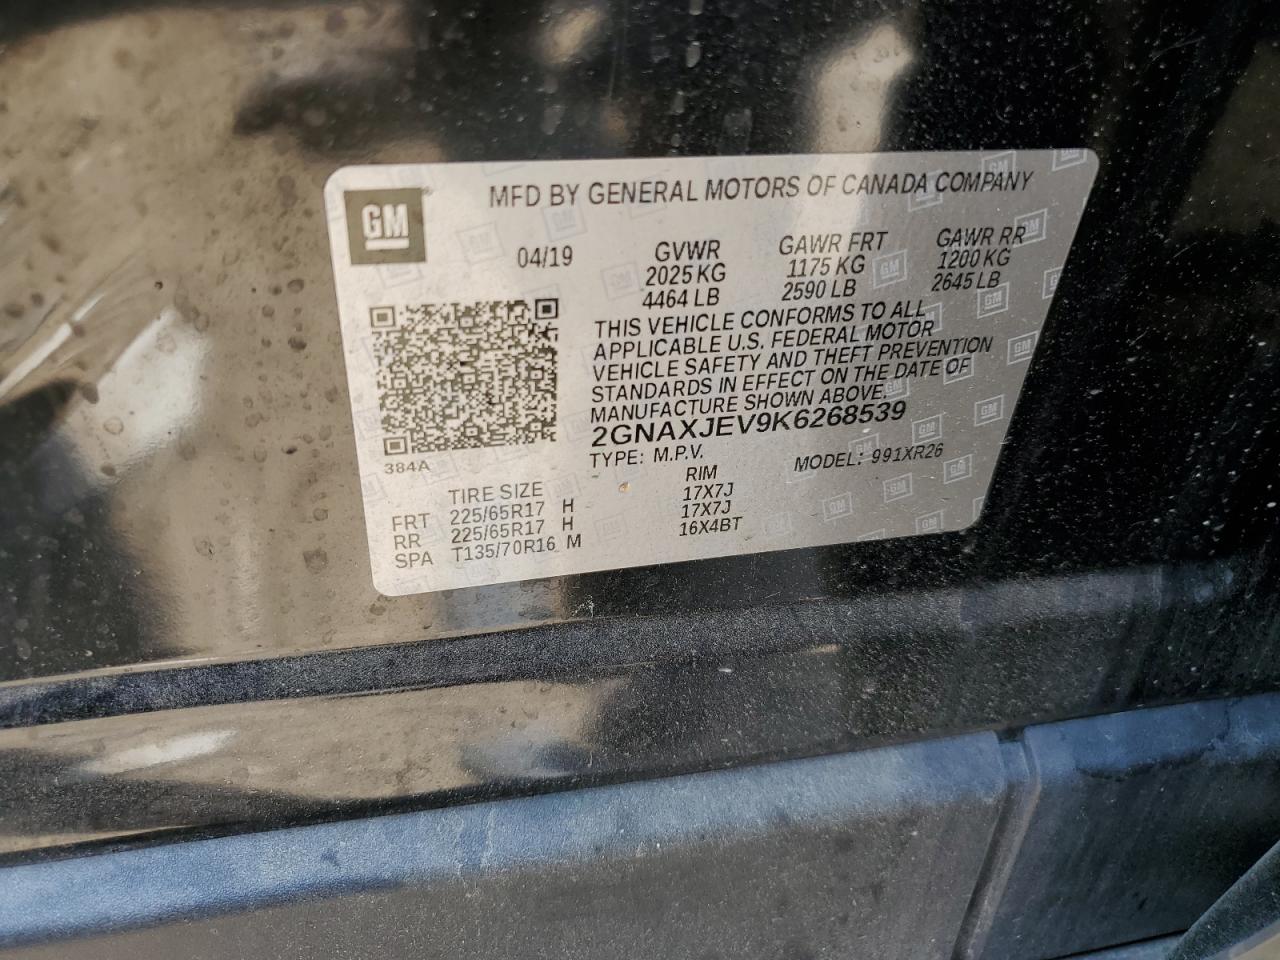 GM
MFD BY GENERAL MOTORS OF CANADA COMPANY
04/19 GVWR GAWR FRT GAWR RR
2025 KG 1175 KG 1200 KG
4464 LB 2590 LB 2645 LB
THIS VEHICLE CONFORMS TO ALL
APPLICABLE U.S. FEDERAL MOTOR
VEHICLE SAFETY AND THEFT PREVENTION
STANDARDS IN EFFECT ON THE DATE OF
MANUFACTURE SHOWN ABOVE.
2GNAXJEV9K6268539
384A
TYPE: M.P.V. MODEL: 991XR26
TIRE SIZE RIM
FRT 225/65R17 H 17X7J
RR 225/65R17 H 17X7J
SPA T135/70R16 M 16X4BT